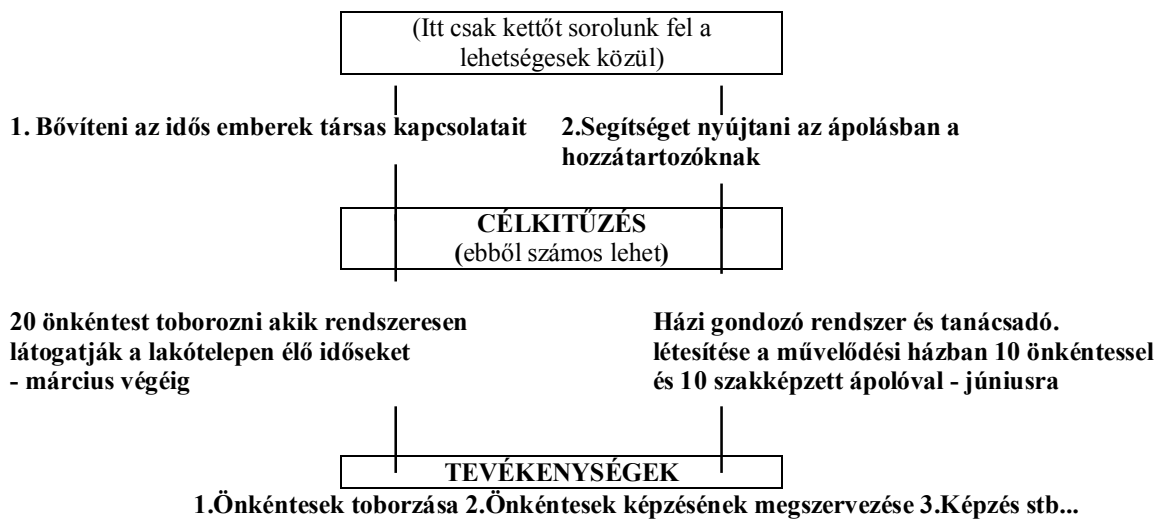 (Itt csak kettőt sorolunk fel a
lehetségesek közül)
1. Bővíteni az idős emberek társas kapcsolatait
2.Segítséget nyújtani az ápolásban a
hozzátartozóknak
CÉLKITŰZÉS
(ebből számos lehet)
20 önkéntest toborozni akik rendszeresen
látogatják a lakótelepen élő időseket
- március végéig
Házi gondozó rendszer és tanácsadó.
létesítése a művelődési házban 10 önkéntessel
és 10 szakképzett ápolóval - júniusra
TEVÉKENYSÉGEK
1.Önkéntesek toborzása 2.Önkéntesek képzésének megszervezése 3.Képzés stb...